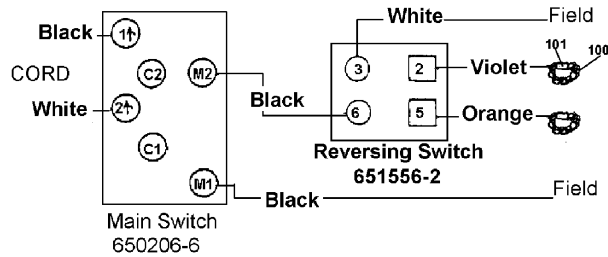 White Field
Black 1
CORD C2 M2 3 2 Violet 101 100
White 2 Black 6 5 Orange
C1
Reversing Switch
651556-2
M1 Black Field
Main Switch
650206-6